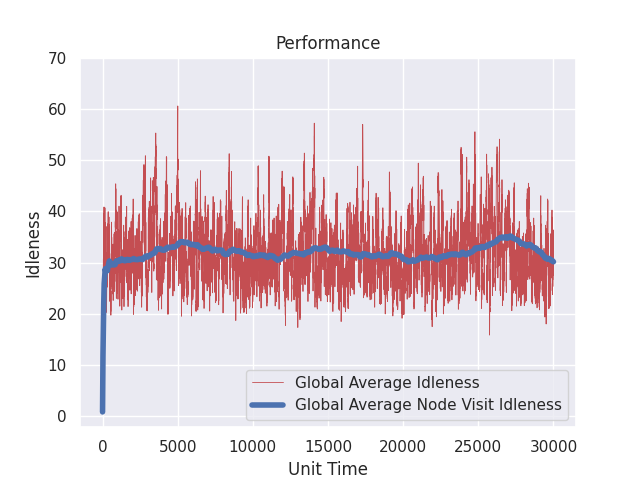 Performance
70
60
50
40
30
20
10
0
Idleness
0 5000 10000 15000 20000 25000 30000
Unit Time
Global Average Idleness
Global Average Node Visit Idleness